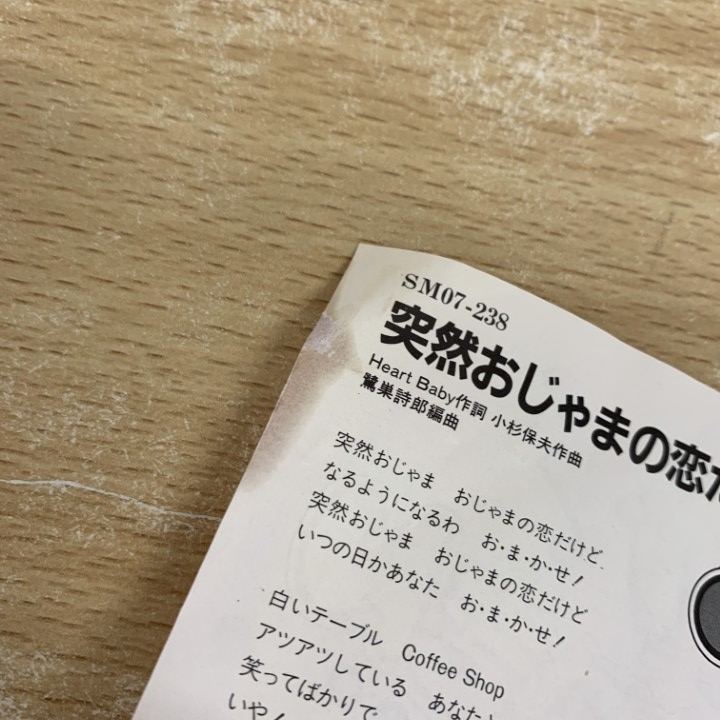 SM07-238
突然おじゃまの恋だ
Heart Baby作詞 小杉保夫作曲
鷺巣詩郎編曲
突然おじゃま おじゃまの恋だけど
なるようになるわ お・ま・か・せ!
突然おじゃま おじゃまの恋だけど
いつの日かあなた お・ま・か・せ!
白いテーブル Coffee Shop
アツアツしている あなた
笑ってばかりで
いや